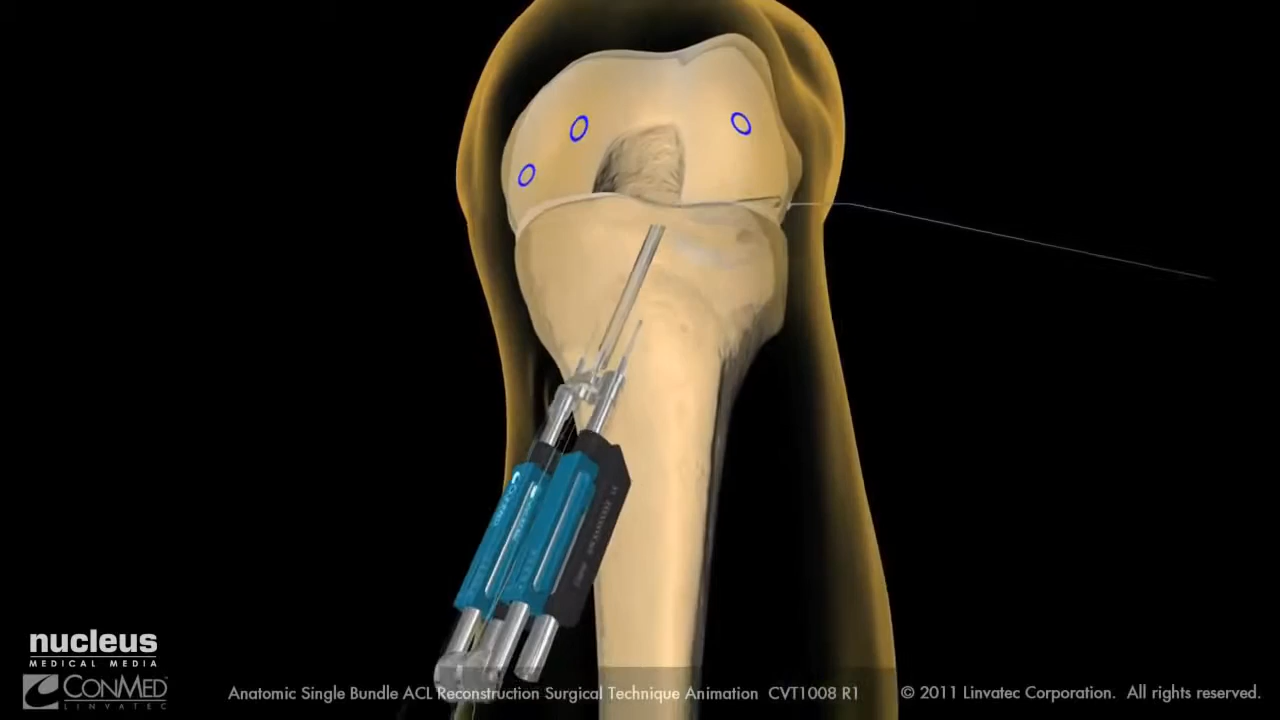 nucleus
MEDICAL MEDIA
CONMED
LINVATEC
Anatomic Single Bundle ACL Reconstruction Surgical Technique Animation CVT1008 R1 © 2011 Linvatec Corporation. All rights reserved.